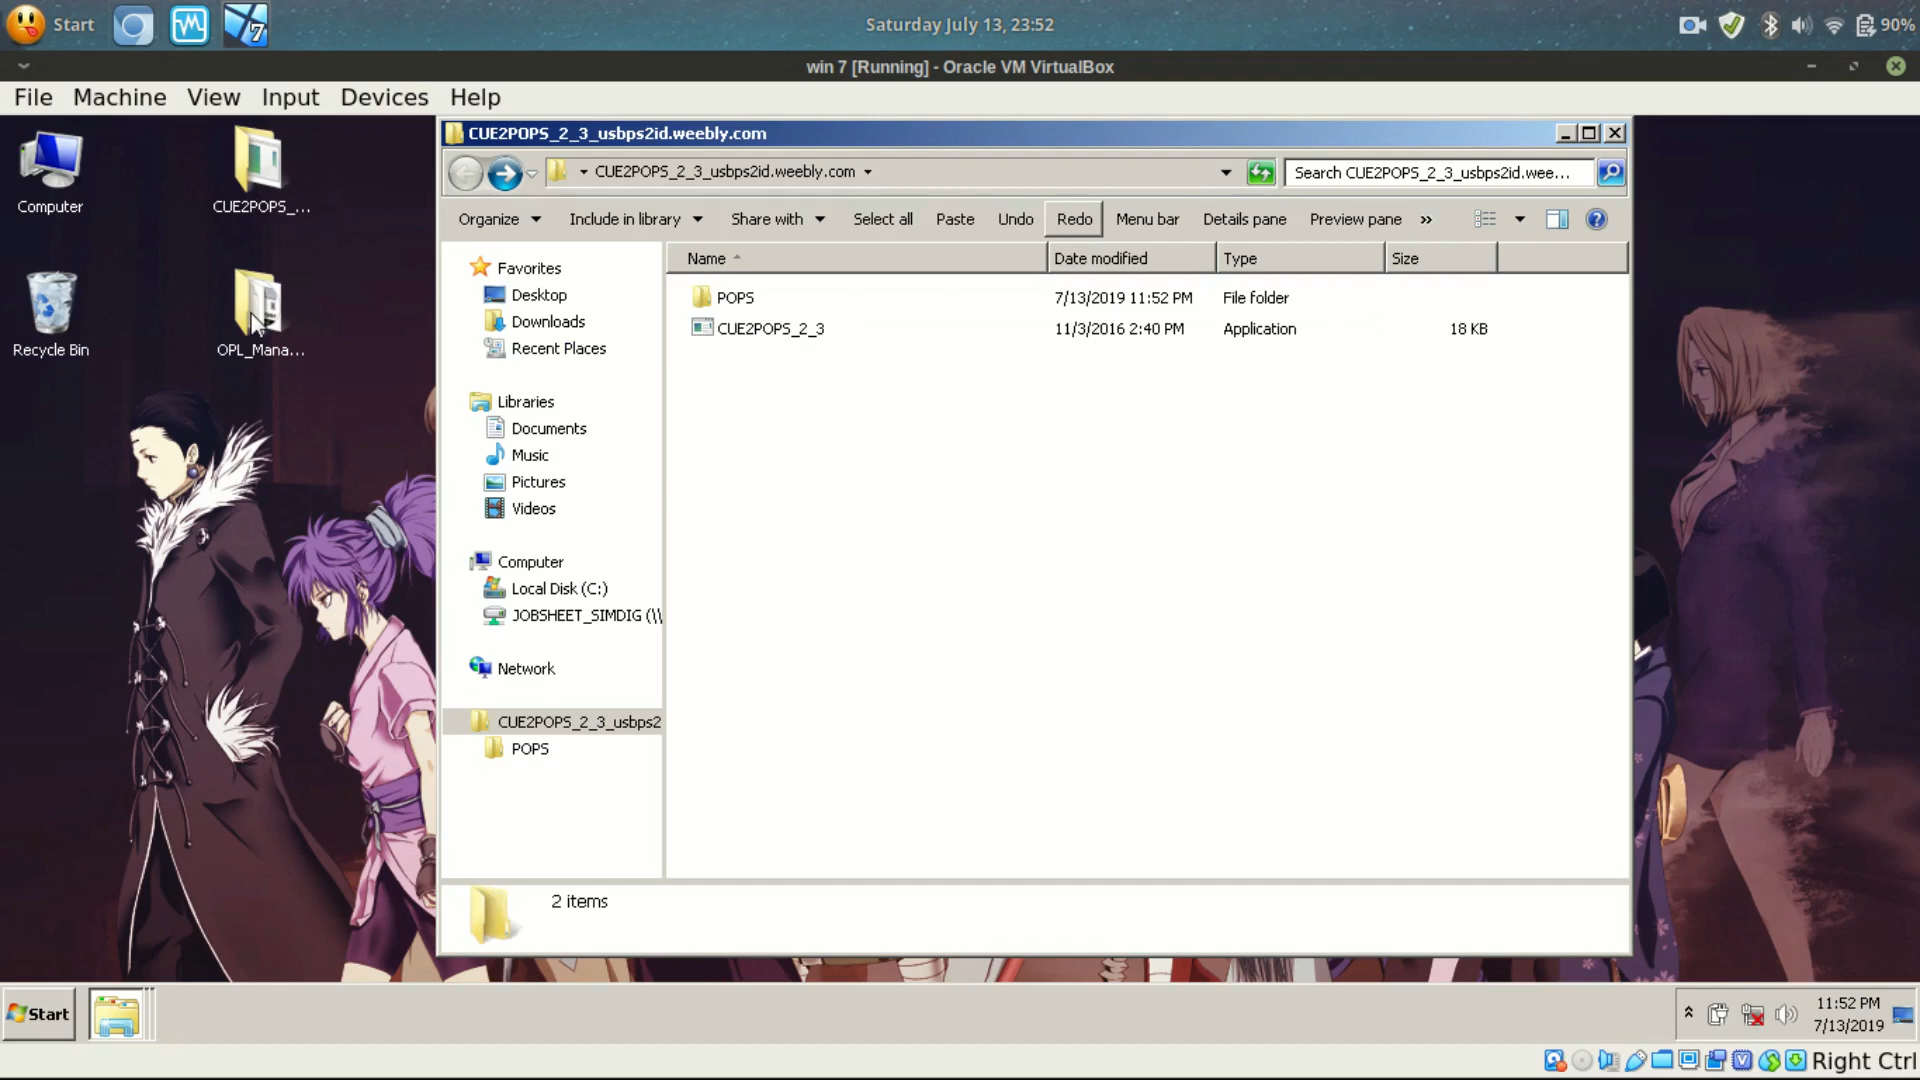 Start
7
Saturday July 13, 23:52
90%
win 7 [Running] - Oracle VM VirtualBox
File Machine View Input Devices Help
Computer
CUE2POPS_...
Recycle Bin
OPL_Mana...
CUE2POPS_2_3_usbps2id.weebly.com
CUE2POPS_2_3_usbps2id.weebly.com
Search CUE2POPS_2_3_usbps2id.wee...
Organize Include in library Share with Select all Paste Undo Redo Menu bar Details pane Preview pane »
Name Date modified Type Size
POPS 7/13/2019 11:52 PM File folder
CUE2POPS_2_3 11/3/2016 2:40 PM Application 18 KB
Favorites
Desktop
Downloads
Recent Places
Libraries
Documents
Music
Pictures
Videos
Computer
Local Disk (C:)
JOBSHEET_SIMDIG (\\
Network
CUE2POPS_2_3_usbps2
POPS
2 items
Start
11:52 PM
7/13/2019
Right Ctrl